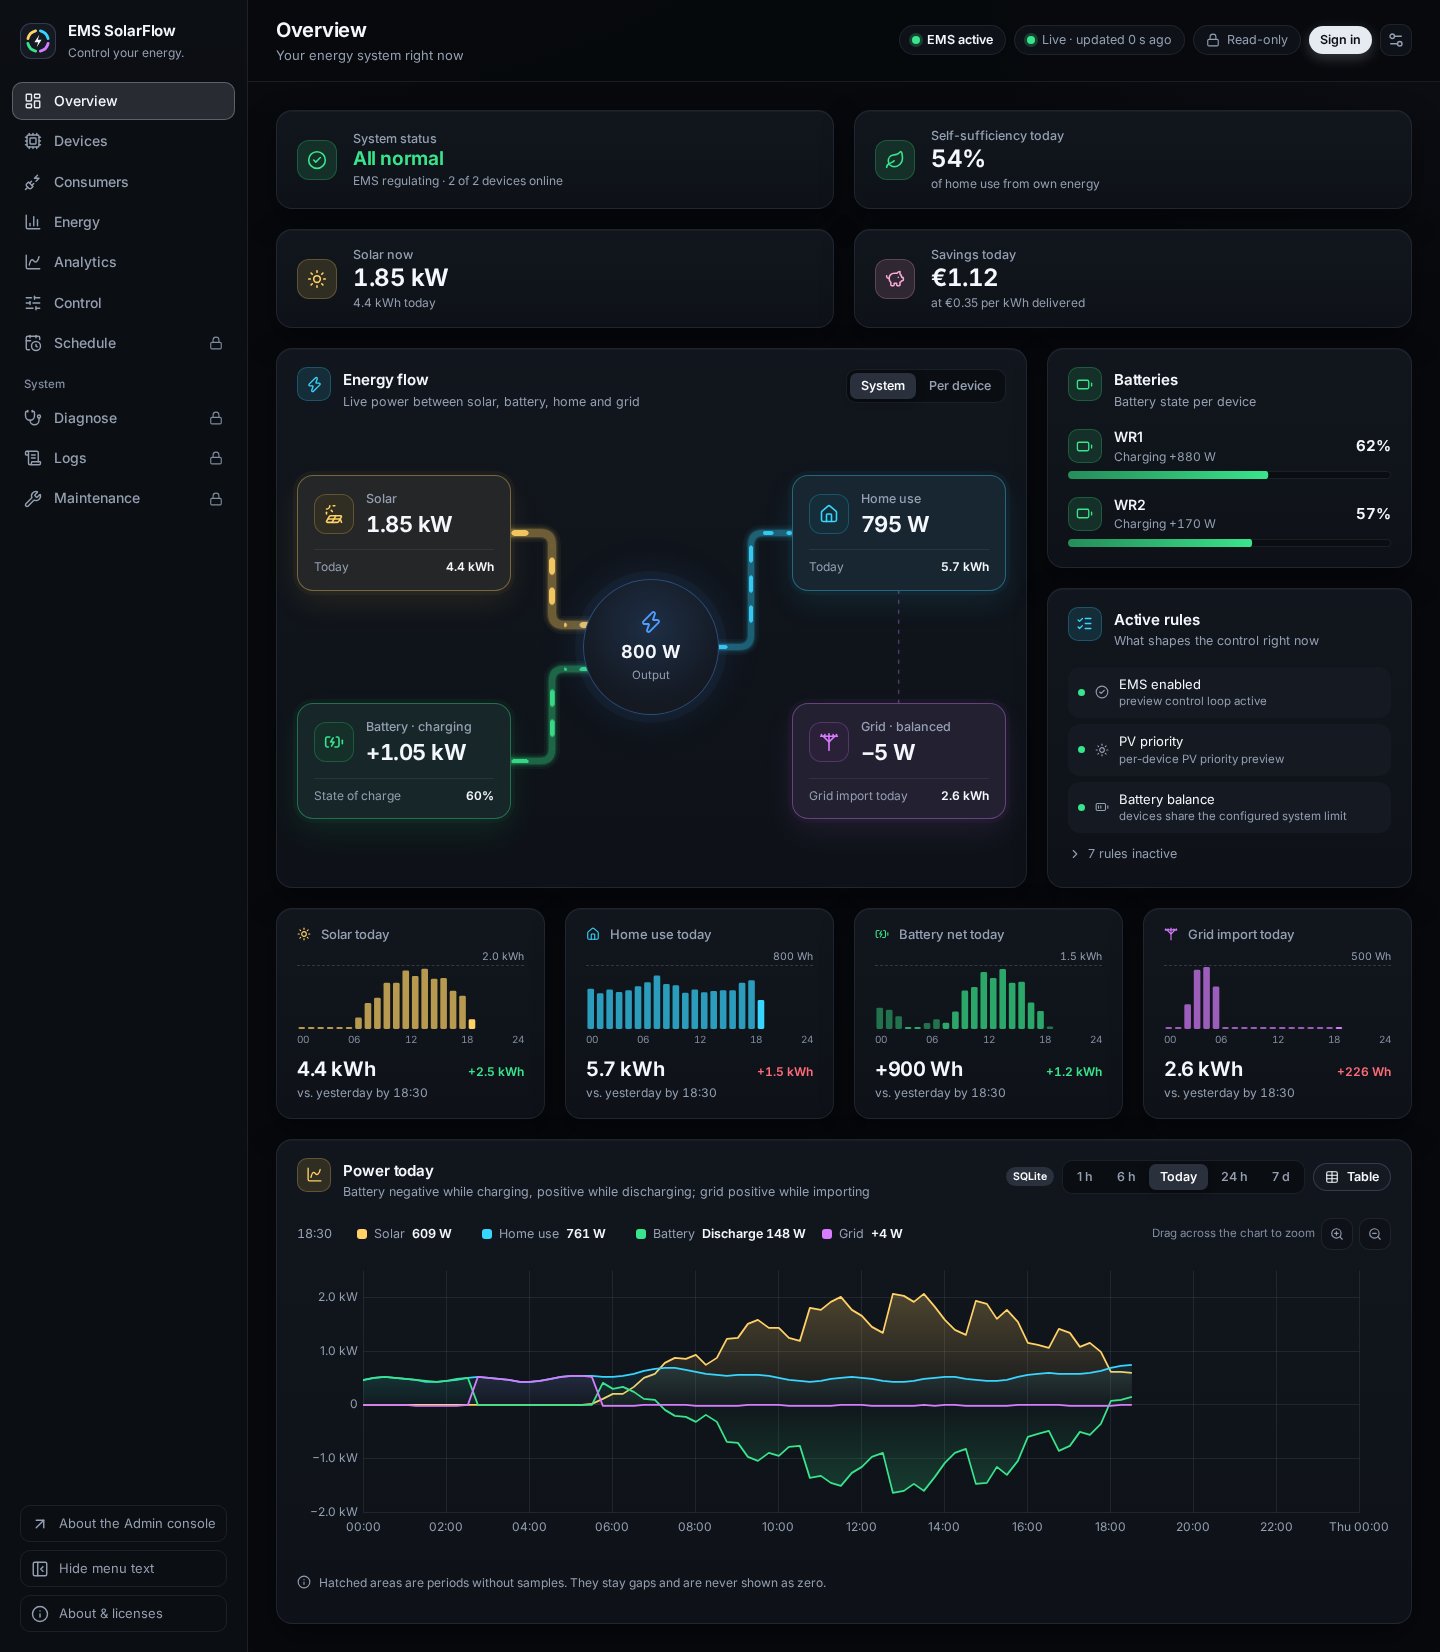 EMS SolarFlow
Control your energy.
Overview
Devices
Consumers
Energy
Analytics
Control
Schedule
System
Diagnose
Logs
Maintenance
About the Admin console
Hide menu text
About & licenses
Overview
Your energy system right now
EMS active
Live · updated 0 s ago
Read-only
Sign in
System status
All normal
EMS regulating · 2 of 2 devices online
Self-sufficiency today
54%
of home use from own energy
Solar now
1.85 kW
4.4 kWh today
Savings today
€1.12
at €0.35 per kWh delivered
Energy flow
Live power between solar, battery, home and grid
System
Per device
Solar
1.85 kW
Today 4.4 kWh
Home use
795 W
Today 5.7 kWh
800 W
Output
Battery · charging
+1.05 kW
State of charge 60%
Grid · balanced
−5 W
Grid import today 2.6 kWh
Batteries
Battery state per device
WR1
Charging +880 W
62%
WR2
Charging +170 W
57%
Active rules
What shapes the control right now
EMS enabled
preview control loop active
PV priority
per-device PV priority preview
Battery balance
devices share the configured system limit
7 rules inactive
Solar today
2.0 kWh
00 06 12 18 24
4.4 kWh +2.5 kWh
vs. yesterday by 18:30
Home use today
800 Wh
00 06 12 18 24
5.7 kWh +1.5 kWh
vs. yesterday by 18:30
Battery net today
1.5 kWh
00 06 12 18 24
+900 Wh +1.2 kWh
vs. yesterday by 18:30
Grid import today
500 Wh
00 06 12 18 24
2.6 kWh +226 Wh
vs. yesterday by 18:30
Power today
Battery negative while charging, positive while discharging; grid positive while importing
SQLite
1 h 6 h Today 24 h 7 d
Table
18:30 Solar 609 W Home use 761 W Battery Discharge 148 W Grid +4 W
Drag across the chart to zoom
2.0 kW
1.0 kW
0
−1.0 kW
−2.0 kW
00:00 02:00 04:00 06:00 08:00 10:00 12:00 14:00 16:00 18:00 20:00 22:00 Thu 00:00
Hatched areas are periods without samples. They stay gaps and are never shown as zero.